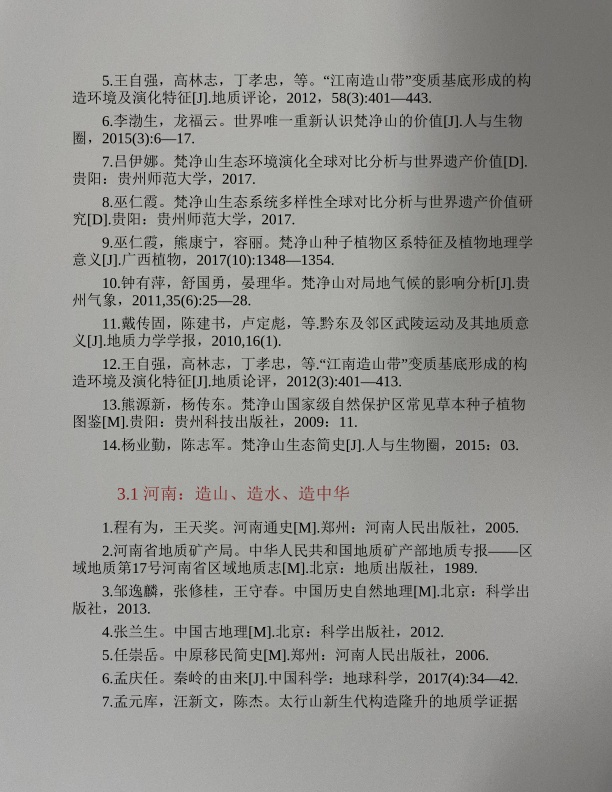 5.王自强，高林志，丁孝忠，等。“江南造山带”变质基底形成的构
造环境及演化特征[J].地质评论，2012，58(3):401—443.
6.李渤生，龙福云。世界唯一重新认识梵净山的价值[J].人与生物
圈，2015(3):6—17.
7.吕伊娜。梵净山生态环境演化全球对比分析与世界遗产价值[D].
贵阳：贵州师范大学，2017.
8.巫仁霞。梵净山生态系统多样性全球对比分析与世界遗产价值研
究[D].贵阳：贵州师范大学，2017.
9.巫仁霞，熊康宁，容丽。梵净山种子植物区系特征及植物地理学
意义[J].广西植物，2017(10):1348—1354.
10.钟有萍，舒国勇，晏理华。梵净山对局地气候的影响分析[J].贵
州气象，2011,35(6):25—28.
11.戴传固，陈建书，卢定彪，等.黔东及邻区武陵运动及其地质意
义[J].地质力学学报，2010,16(1).
12.王自强，高林志，丁孝忠，等.“江南造山带”变质基底形成的构
造环境及演化特征[J].地质论评，2012(3):401—413.
13.熊源新，杨传东。梵净山国家级自然保护区常见草本种子植物
图鉴[M].贵阳：贵州科技出版社，2009：11.
14.杨业勤，陈志军。梵净山生态简史[J].人与生物圈，2015：03.
3.1 河南：造山、造水、造中华
1.程有为，王天奖。河南通史[M].郑州：河南人民出版社，2005.
2.河南省地质矿产局。中华人民共和国地质矿产部地质专报——区
域地质第17号河南省区域地质志[M].北京：地质出版社，1989.
3.邹逸麟，张修桂，王守春。中国历史自然地理[M].北京：科学出
版社，2013.
4.张兰生。中国古地理[M].北京：科学出版社，2012.
5.任崇岳。中原移民简史[M].郑州：河南人民出版社，2006.
6.孟庆任。秦岭的由来[J].中国科学：地球科学，2017(4):34—42.
7.孟元库，汪新文，陈杰。太行山新生代构造隆升的地质学证据